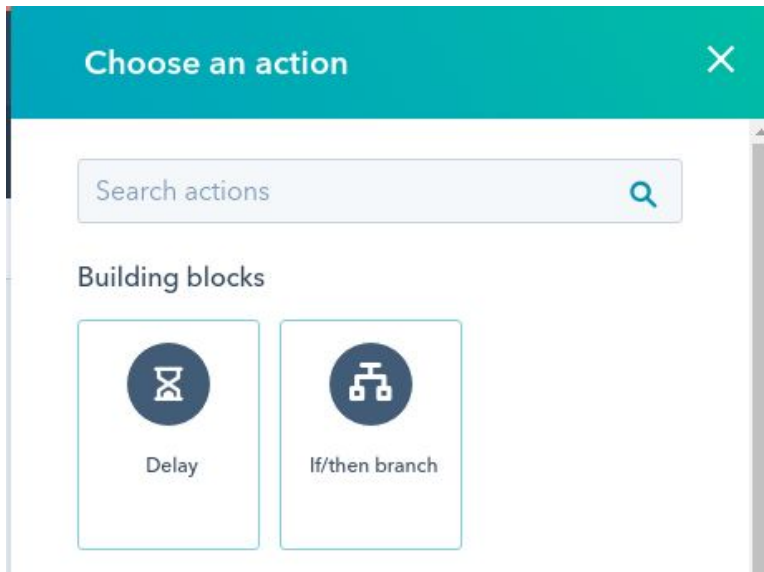 Choose an action
Search actions
Building blocks
Delay
If/then branch